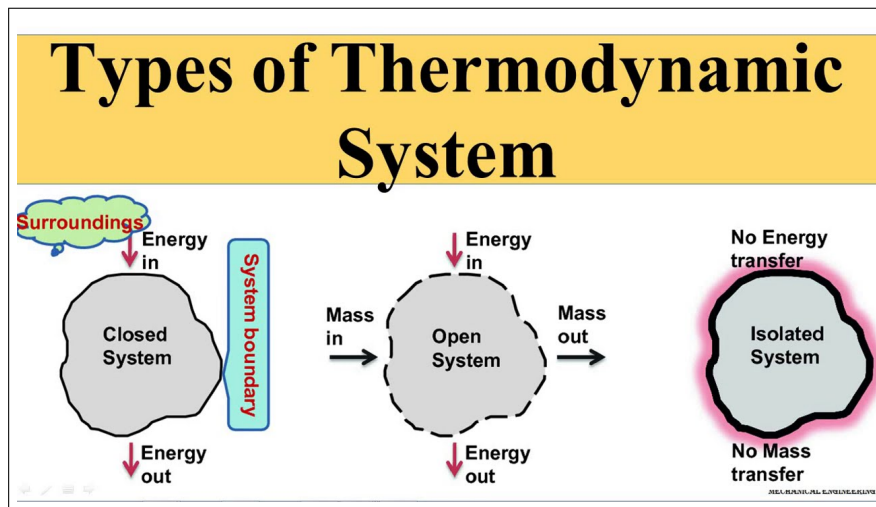 Types of Thermodynamic
System
Surroundings
Energy
in
Closed
System
System boundary
Energy
out
Energy
in
Mass
in
Open
System
Mass
out
Energy
out
No Energy
transfer
Isolated
System
No Mass
transfer
MECHANICAL ENGINEERING